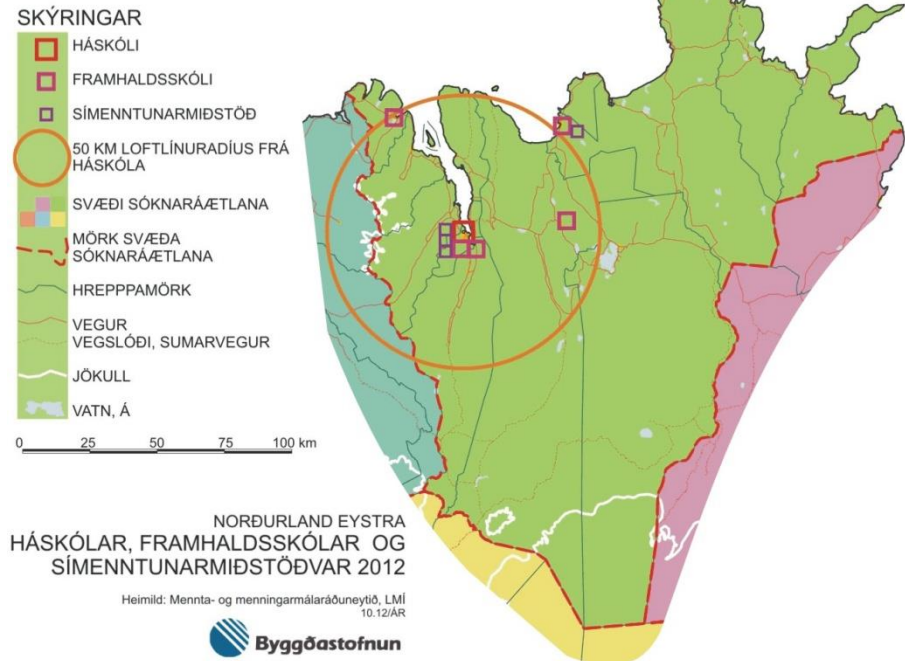 SKÝRINGAR
HÁSKÓLI
FRAMHALDSSKÓLI
SÍMENNTUNARMIÐSTÖÐ
50 KM LOFTLÍNURADÍUS FRÁ
HÁSKÓLA
SVÆÐI SÓKNARÁÆTLANA
MÖRK SVÆÐA
SÓKNARÁÆTLANA
HREPPPAMÖRK
VEGUR
VEGSLÓÐI, SUMARVEGUR
JÖKULL
VATN, Á
0 25 50 75 100 km
NORÐURLAND EYSTRA
HÁSKÓLAR, FRAMHALDSSKÓLAR OG
SÍMENNTUNARMIÐSTÖÐVAR 2012
Heimild: Mennta- og menningarmálaráðuneytið, LMÍ
10.12/ÁR
Byggðastofnun